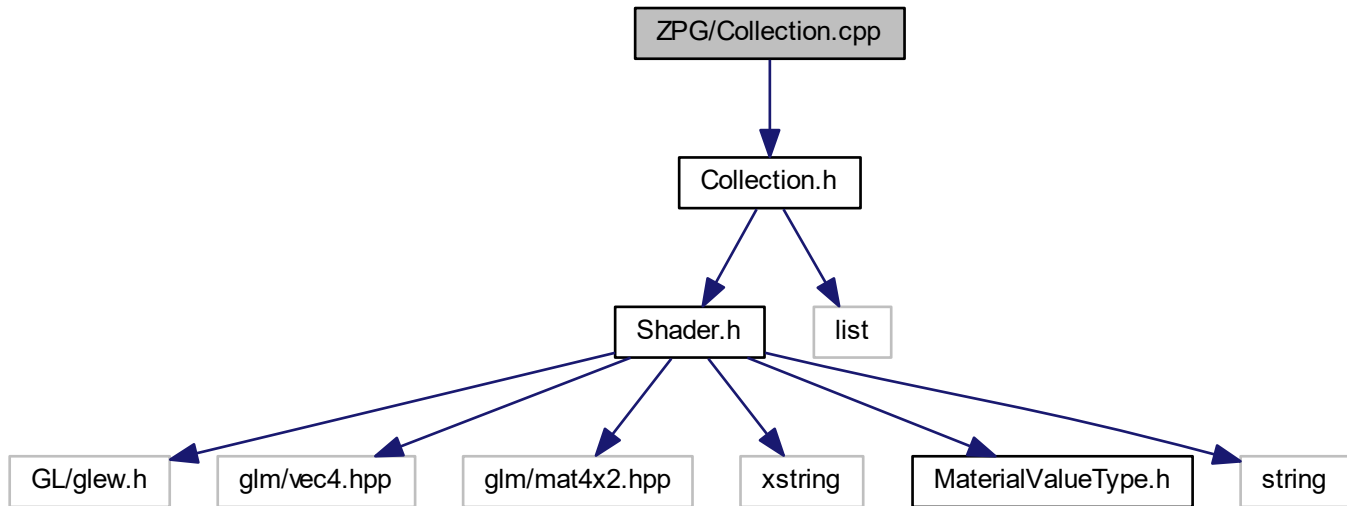 ZPG/Collection.cpp
Collection.h
Shader.h
list
GL/glew.h
glm/vec4.hpp
glm/mat4x2.hpp
xstring
MaterialValueType.h
string